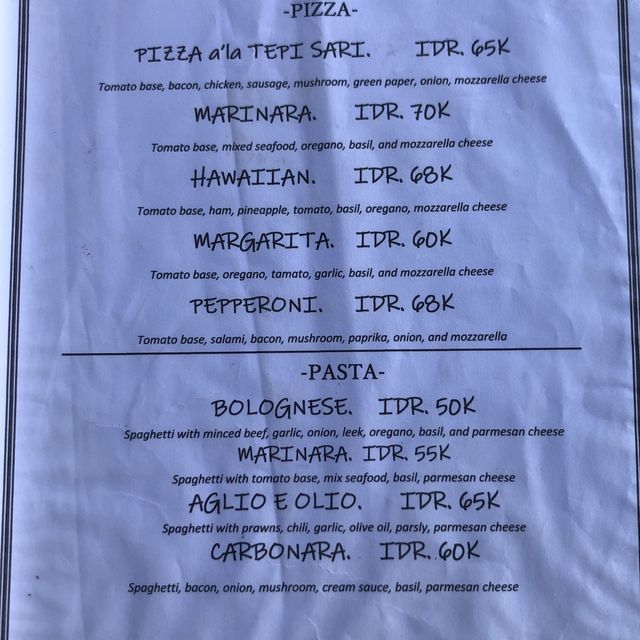 -PIZZA-
PIZZA a'la TEPI SARI. IDR. 65K
Tomato base, bacon, chicken, sausage, mushroom, green paper, onion, mozzarella cheese
MARINARA. IDR. 70K
Tomato base, mixed seafood, oregano, basil, and mozzarella cheese
HAWAIIAN. IDR. 68K
Tomato base, ham, pineapple, tomato, basil, oregano, mozzarella cheese
MARGARITA. IDR. 60K
Tomato base, oregano, tamato, garlic, basil, and mozzarella cheese
PEPPERONI. IDR. 68K
Tomato base, salami, bacon, mushroom, paprika, onion, and mozzarella
-PASTA-
BOLOGNESE. IDR. 50K
Spaghetti with minced beef, garlic, onion, leek, oregano, basil, and parmesan cheese
MARINARA. IDR. 55K
Spaghetti with tomato base, mix seafood, basil, parmesan cheese
AGLIO E OLIO. IDR. 65K
Spaghetti with prawns, chili, garlic, olive oil, parsly, parmesan cheese
CARBONARA. IDR. 60K
Spaghetti, bacon, onion, mushroom, cream sauce, basil, parmesan cheese